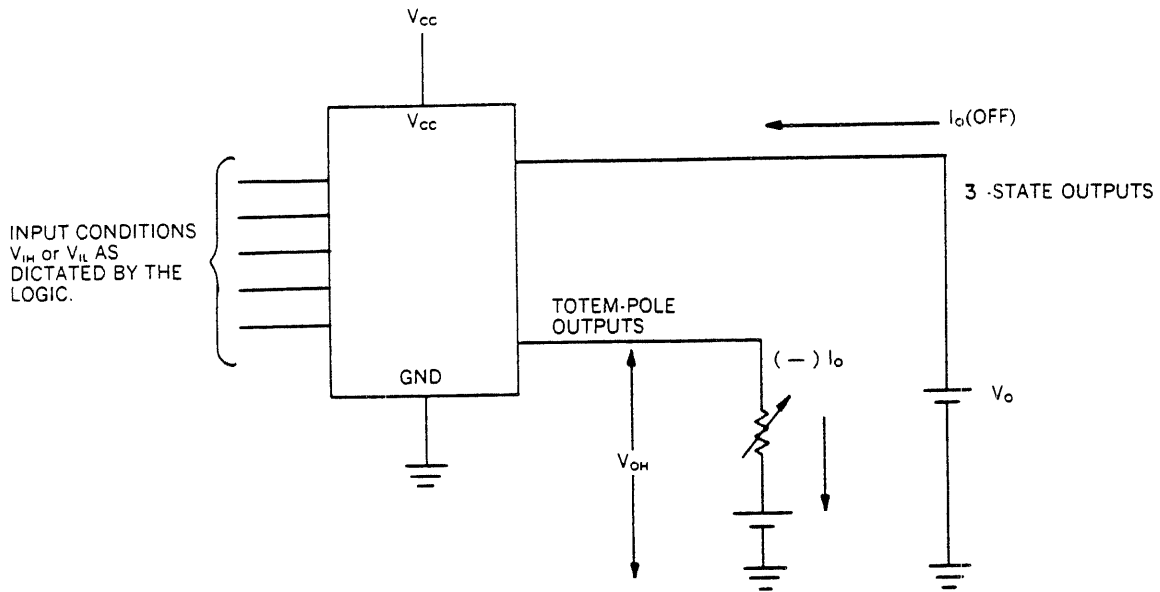 Vcc
Vcc
I₀(OFF)
3 -STATE OUTPUTS
INPUT CONDITIONS
VIH or VIL AS
DICTATED BY THE
LOGIC.
TOTEM-POLE
OUTPUTS
(—) Io
GND
Vo
VOH